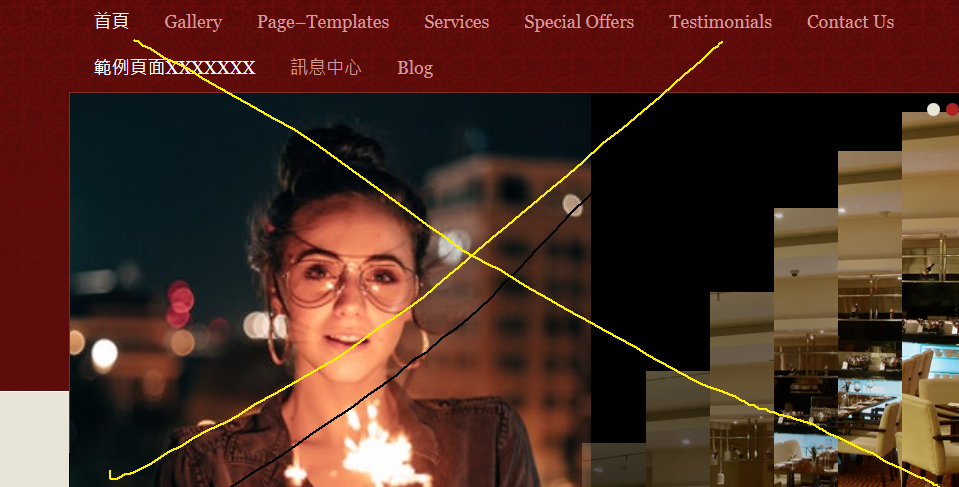 首頁 Gallery Page–Templates Services Special Offers Testimonials Contact Us
範例頁面XXXXXXX 訊息中心 Blog